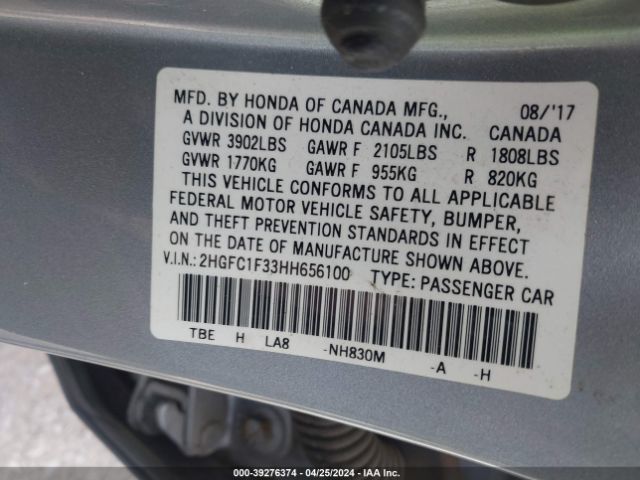 MFD. BY HONDA OF CANADA MFG., 08/'17
A DIVISION OF HONDA CANADA INC. CANADA
GVWR 3902LBS GAWR F 2105LBS R 1808LBS
GVWR 1770KG GAWR F 955KG R 820KG
THIS VEHICLE CONFORMS TO ALL APPLICABLE
FEDERAL MOTOR VEHICLE SAFETY, BUMPER,
AND THEFT PREVENTION STANDARDS IN EFFECT
ON THE DATE OF MANUFACTURE SHOWN ABOVE.
V.I.N.: 2HGFC1F33HH656100 TYPE: PASSENGER CAR
TBE H LA8 -NH830M -A -H
000-39276374 / 04/25/2024 / IAA Inc.